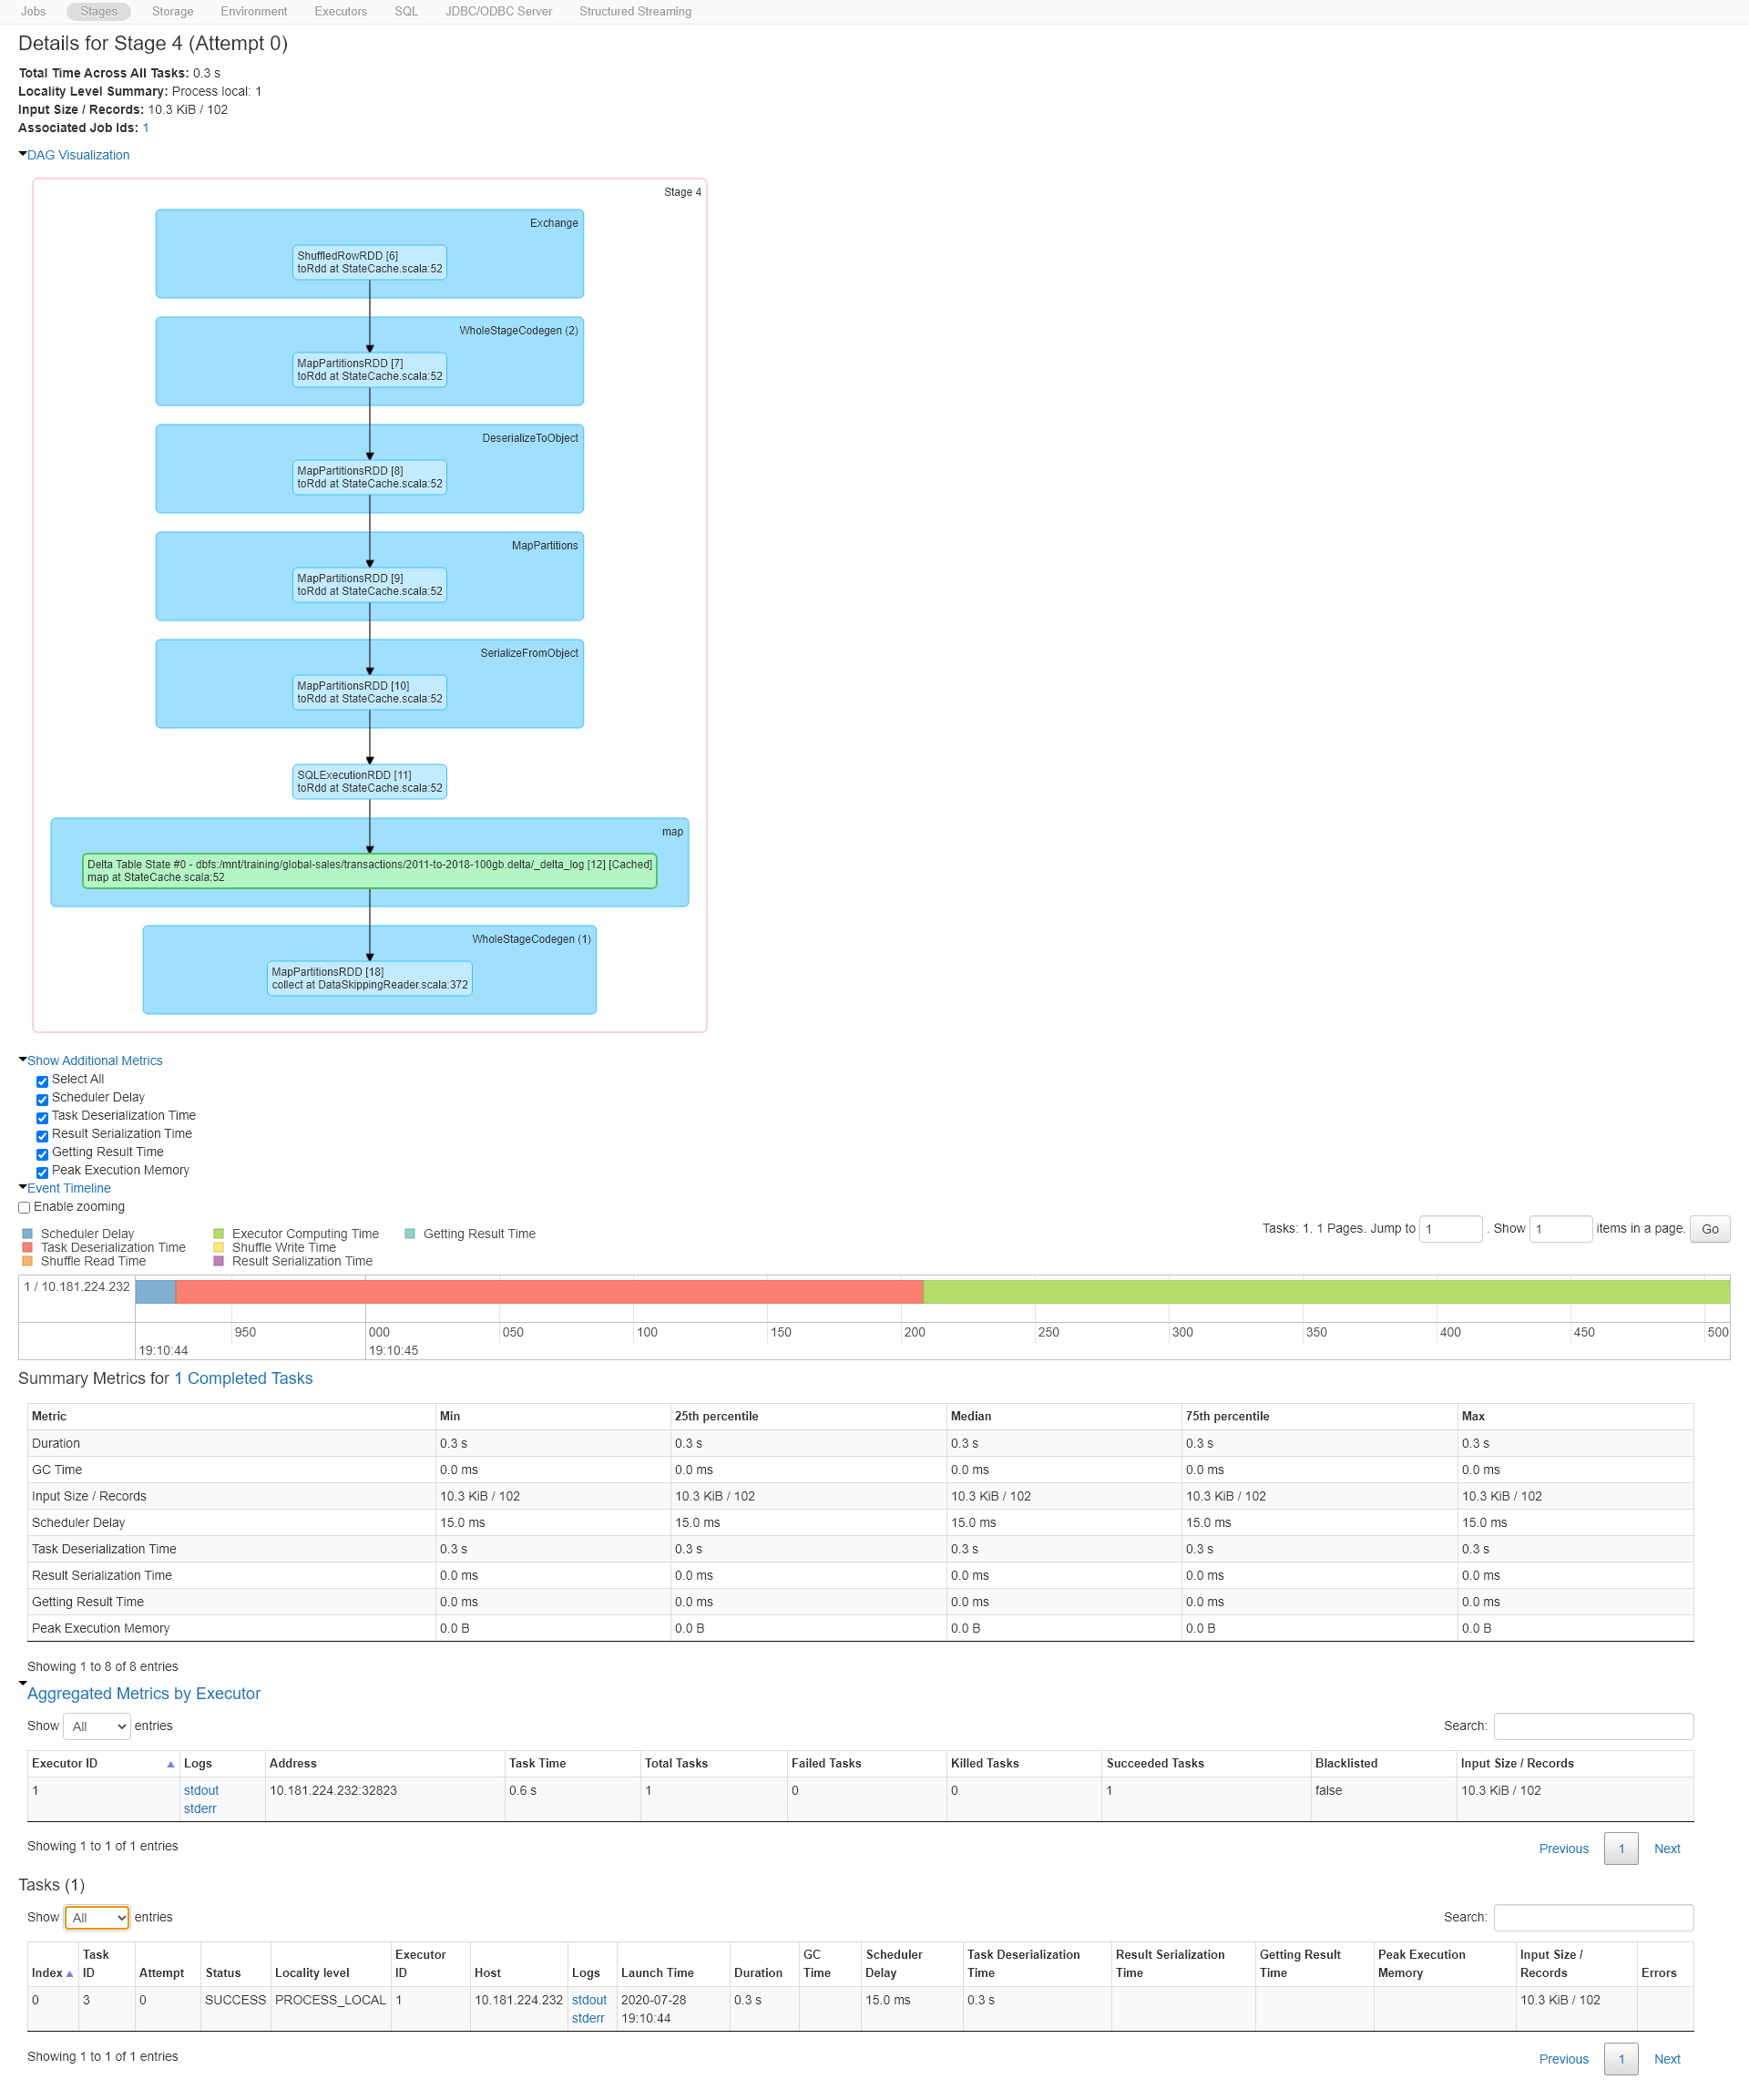 Jobs Stages Storage Environment Executors SQL JDBC/ODBC Server Structured Streaming
Details for Stage 4 (Attempt 0)
Total Time Across All Tasks: 0.3 s
Locality Level Summary: Process local: 1
Input Size / Records: 10.3 KiB / 102
Associated Job Ids: 1
DAG Visualization
Stage 4
Exchange
ShuffledRowRDD [6]
toRdd at StateCache.scala:52
WholeStageCodegen (2)
MapPartitionsRDD [7]
toRdd at StateCache.scala:52
DeserializeToObject
MapPartitionsRDD [8]
toRdd at StateCache.scala:52
MapPartitions
MapPartitionsRDD [9]
toRdd at StateCache.scala:52
SerializeFromObject
MapPartitionsRDD [10]
toRdd at StateCache.scala:52
SQLExecutionRDD [11]
toRdd at StateCache.scala:52
map
Delta Table State #0 - dbfs:/mnt/training/global-sales/transactions/2011-to-2018-100gb.delta/_delta_log [12] [Cached]
map at StateCache.scala:52
WholeStageCodegen (1)
MapPartitionsRDD [18]
collect at DataSkippingReader.scala:372
Show Additional Metrics
Select All
Scheduler Delay
Task Deserialization Time
Result Serialization Time
Getting Result Time
Peak Execution Memory
Event Timeline
Enable zooming
Tasks: 1. 1 Pages. Jump to 1 . Show 1 items in a page. Go
Scheduler Delay Executor Computing Time Getting Result Time
Task Deserialization Time Shuffle Write Time
Shuffle Read Time Result Serialization Time
1 / 10.181.224.232
950 000 050 100 150 200 250 300 350 400 450 500
19:10:44 19:10:45
Summary Metrics for 1 Completed Tasks
Metric Min 25th percentile Median 75th percentile Max
Duration 0.3 s 0.3 s 0.3 s 0.3 s 0.3 s
GC Time 0.0 ms 0.0 ms 0.0 ms 0.0 ms 0.0 ms
Input Size / Records 10.3 KiB / 102 10.3 KiB / 102 10.3 KiB / 102 10.3 KiB / 102 10.3 KiB / 102
Scheduler Delay 15.0 ms 15.0 ms 15.0 ms 15.0 ms 15.0 ms
Task Deserialization Time 0.3 s 0.3 s 0.3 s 0.3 s 0.3 s
Result Serialization Time 0.0 ms 0.0 ms 0.0 ms 0.0 ms 0.0 ms
Getting Result Time 0.0 ms 0.0 ms 0.0 ms 0.0 ms 0.0 ms
Peak Execution Memory 0.0 B 0.0 B 0.0 B 0.0 B 0.0 B
Showing 1 to 8 of 8 entries
Aggregated Metrics by Executor
Show All entries Search:
Executor ID Logs Address Task Time Total Tasks Failed Tasks Killed Tasks Succeeded Tasks Blacklisted Input Size / Records
1 stdout 10.181.224.232:32823 0.6 s 1 0 0 1 false 10.3 KiB / 102
stderr
Showing 1 to 1 of 1 entries Previous 1 Next
Tasks (1)
Show All entries Search:
Task Executor GC Scheduler Task Deserialization Result Serialization Getting Result Peak Execution Input Size /
Index ID Attempt Status Locality level ID Host Logs Launch Time Duration Time Delay Time Time Time Memory Records Errors
0 3 0 SUCCESS PROCESS_LOCAL 1 10.181.224.232 stdout 2020-07-28 0.3 s 15.0 ms 0.3 s 10.3 KiB / 102
stderr 19:10:44
Showing 1 to 1 of 1 entries Previous 1 Next